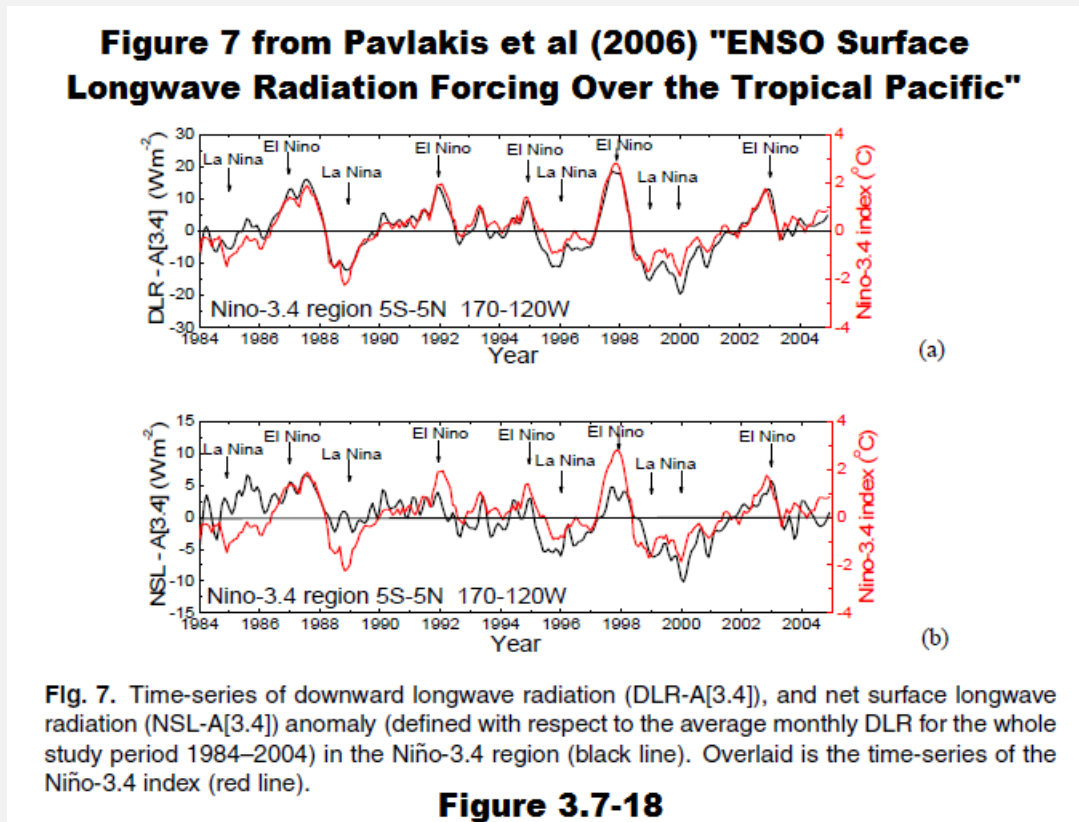 Figure 7 from Pavlakis et al (2006) "ENSO Surface
Longwave Radiation Forcing Over the Tropical Pacific"
DLR - A[3.4] (Wm-2)
30
20
10
0
-10
-20
-30
La Nina
El Nino
La Nina
El Nino
El Nino
La Nina
El Nino
La Nina
El Nino
4
2
0
-2
-4
Nino-3.4 index (°C)
Nino-3.4 region 5S-5N 170-120W
1984 1986 1988 1990 1992 1994 1996 1998 2000 2002 2004
Year
(a)
NSL - A[3.4] (Wm-2)
15
10
5
0
-5
-10
-15
La Nina
El Nino
La Nina
El Nino
El Nino
La Nina
El Nino
La Nina
El Nino
4
2
0
-2
-4
Nino-3.4 index (°C)
Nino-3.4 region 5S-5N 170-120W
1984 1986 1988 1990 1992 1994 1996 1998 2000 2002 2004
Year
(b)
Fig. 7. Time-series of downward longwave radiation (DLR-A[3.4]), and net surface longwave
radiation (NSL-A[3.4]) anomaly (defined with respect to the average monthly DLR for the whole
study period 1984–2004) in the Niño-3.4 region (black line). Overlaid is the time-series of the
Niño-3.4 index (red line).
Figure 3.7-18